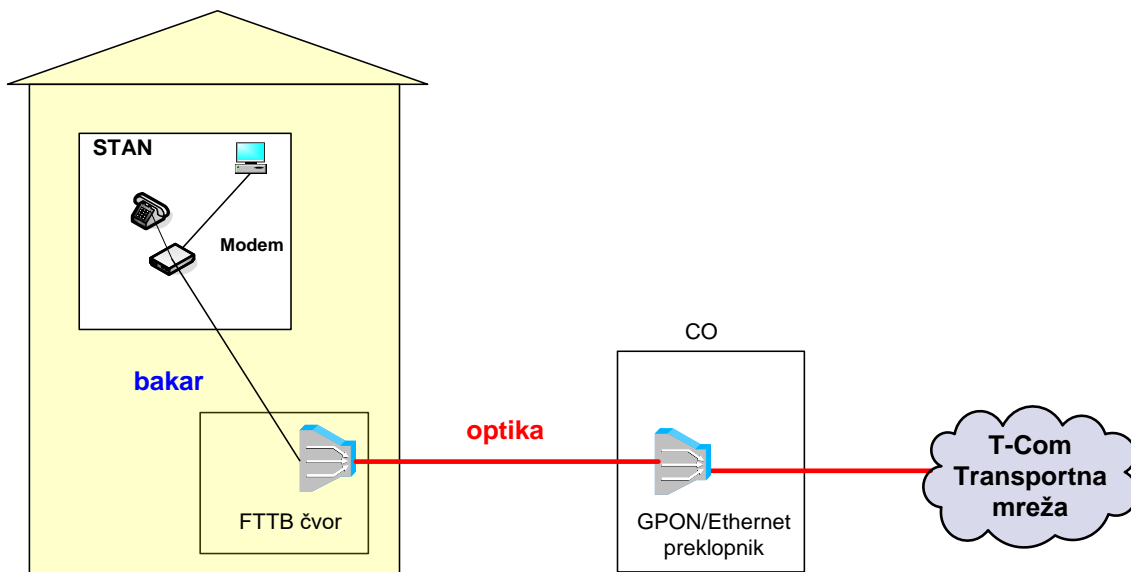 STAN
Modem
bakar
FTTB čvor
optika
CO
GPON/Ethernet
preklopnik
T-Com
Transportna
mreža